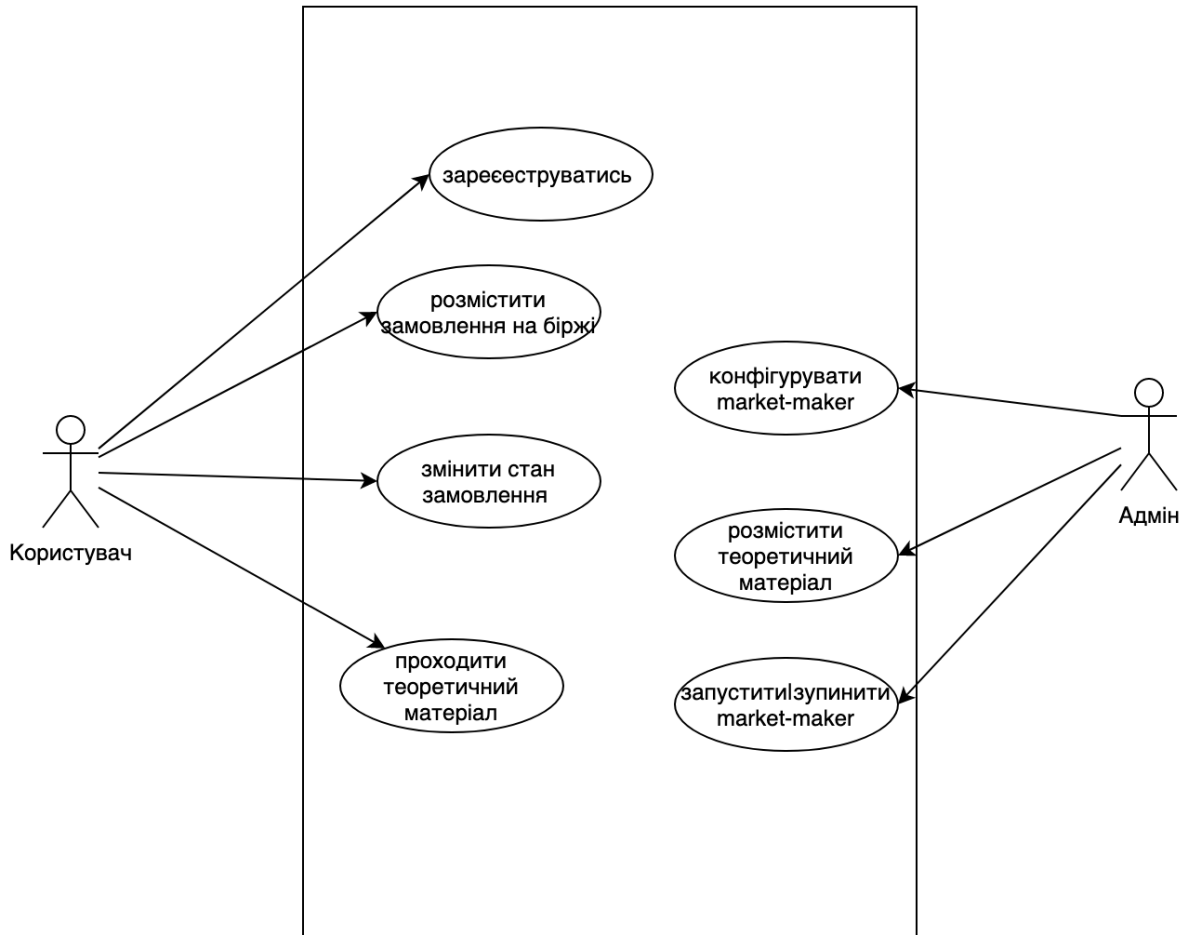 зареєеструватись
розмістити
замовлення на біржі
конфігурувати
market-maker
змінити стан
замовлення
Користувач
Адмін
розмістити
теоретичний
матеріал
проходити
теоретичний
матеріал
запустити|зупинити
market-maker